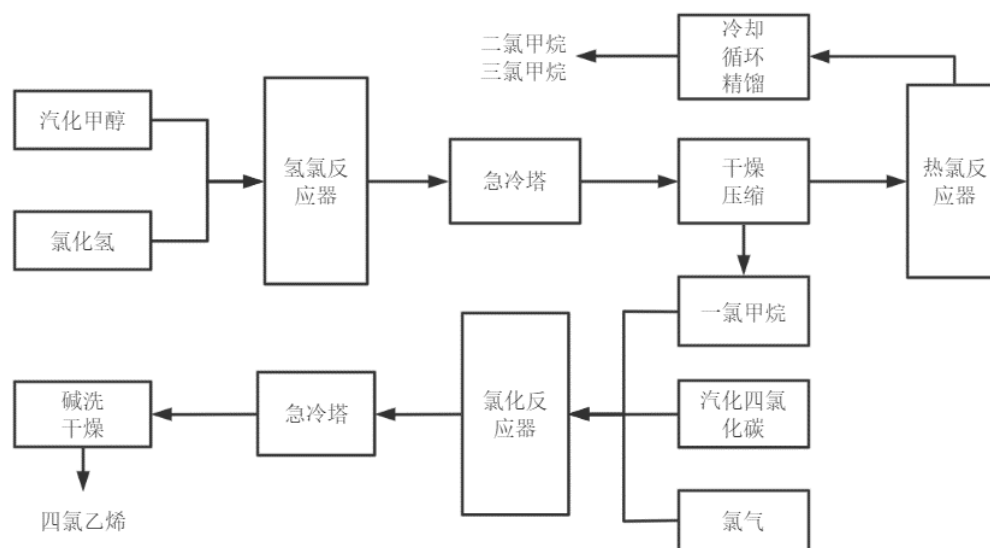 二氯甲烷
三氯甲烷
冷却
循环
精馏
汽化甲醇
氯化氢
氢氯反
应器
急冷塔
干燥
压缩
热氯反
应器
一氯甲烷
碱洗
干燥
急冷塔
氯化反
应器
汽化四氯
化碳
氯气
四氯乙烯